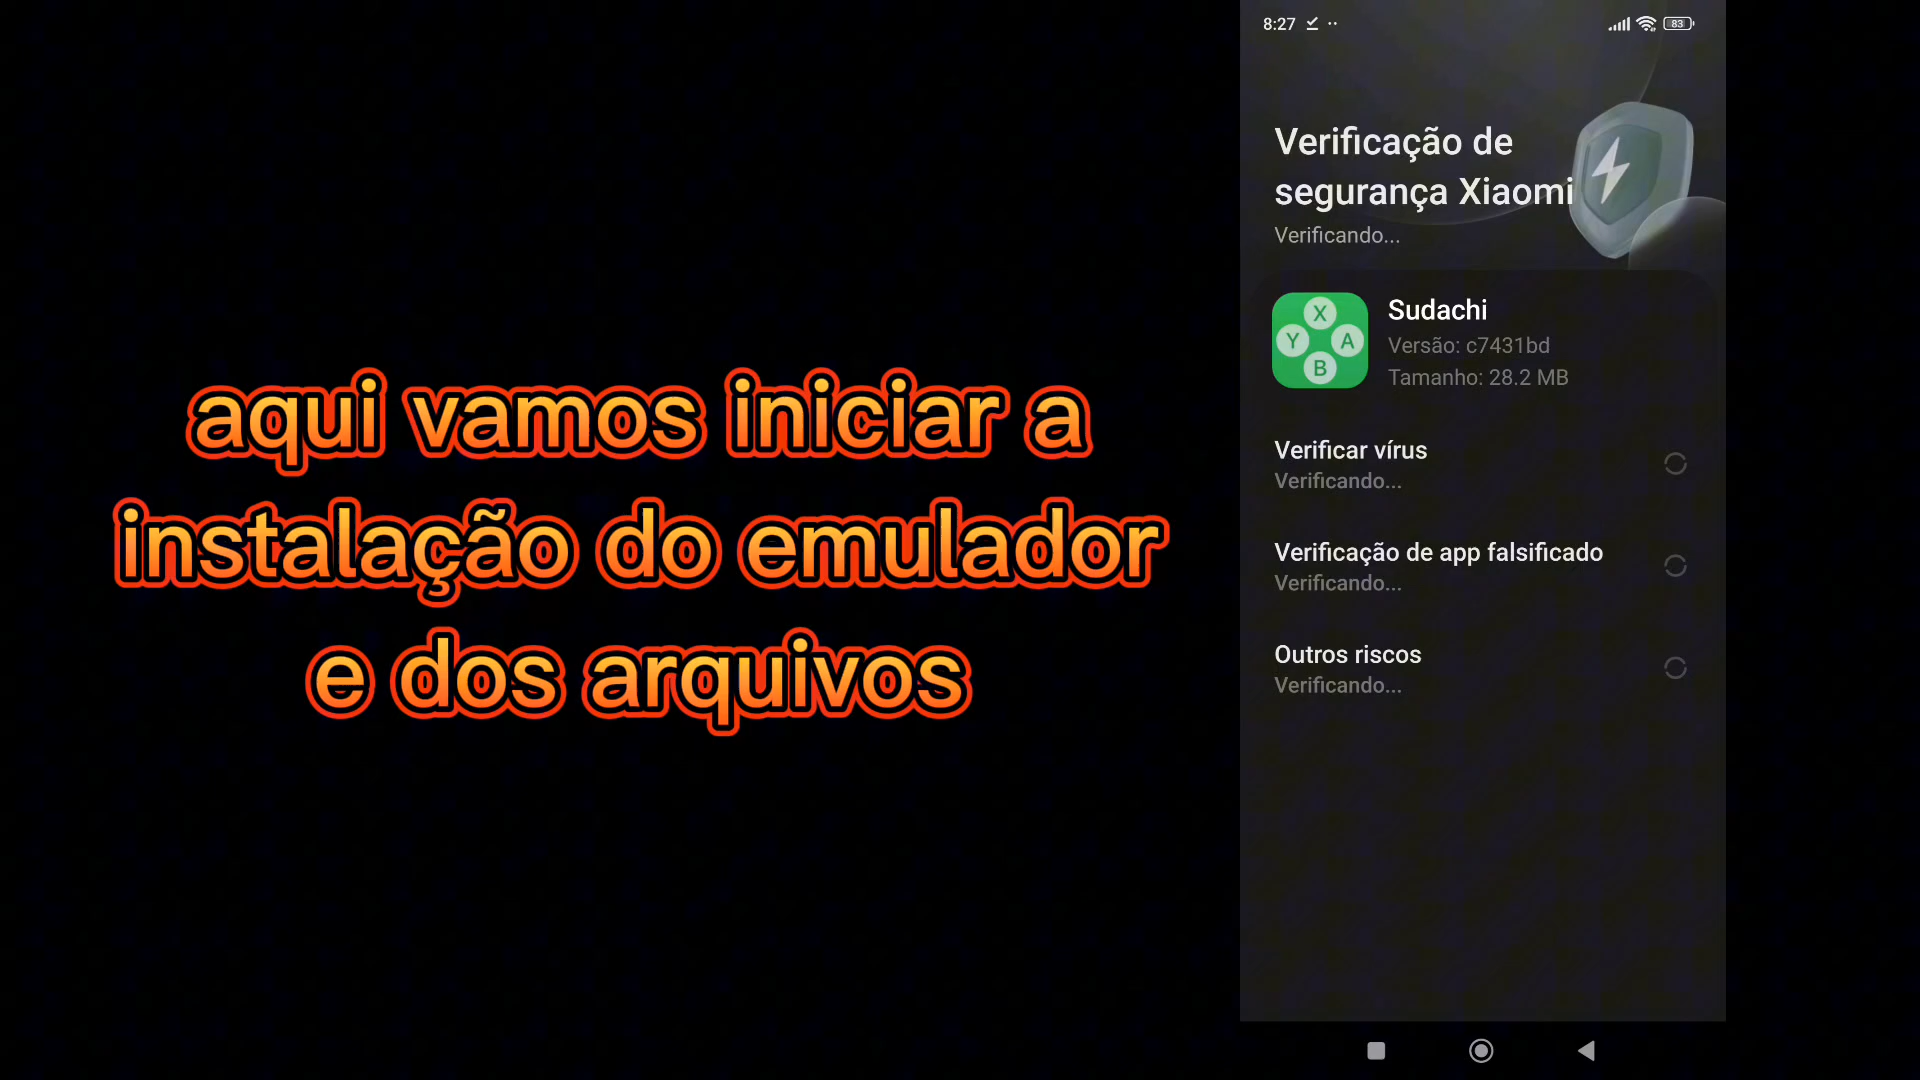 aqui vamos iniciar a
instalação do emulador
e dos arquivos
8:27
83
Verificação de
segurança Xiaomi
Verificando...
X
Y A
B
Sudachi
Versão: c7431bd
Tamanho: 28.2 MB
Verificar vírus
Verificando...
Verificação de app falsificado
Verificando...
Outros riscos
Verificando...